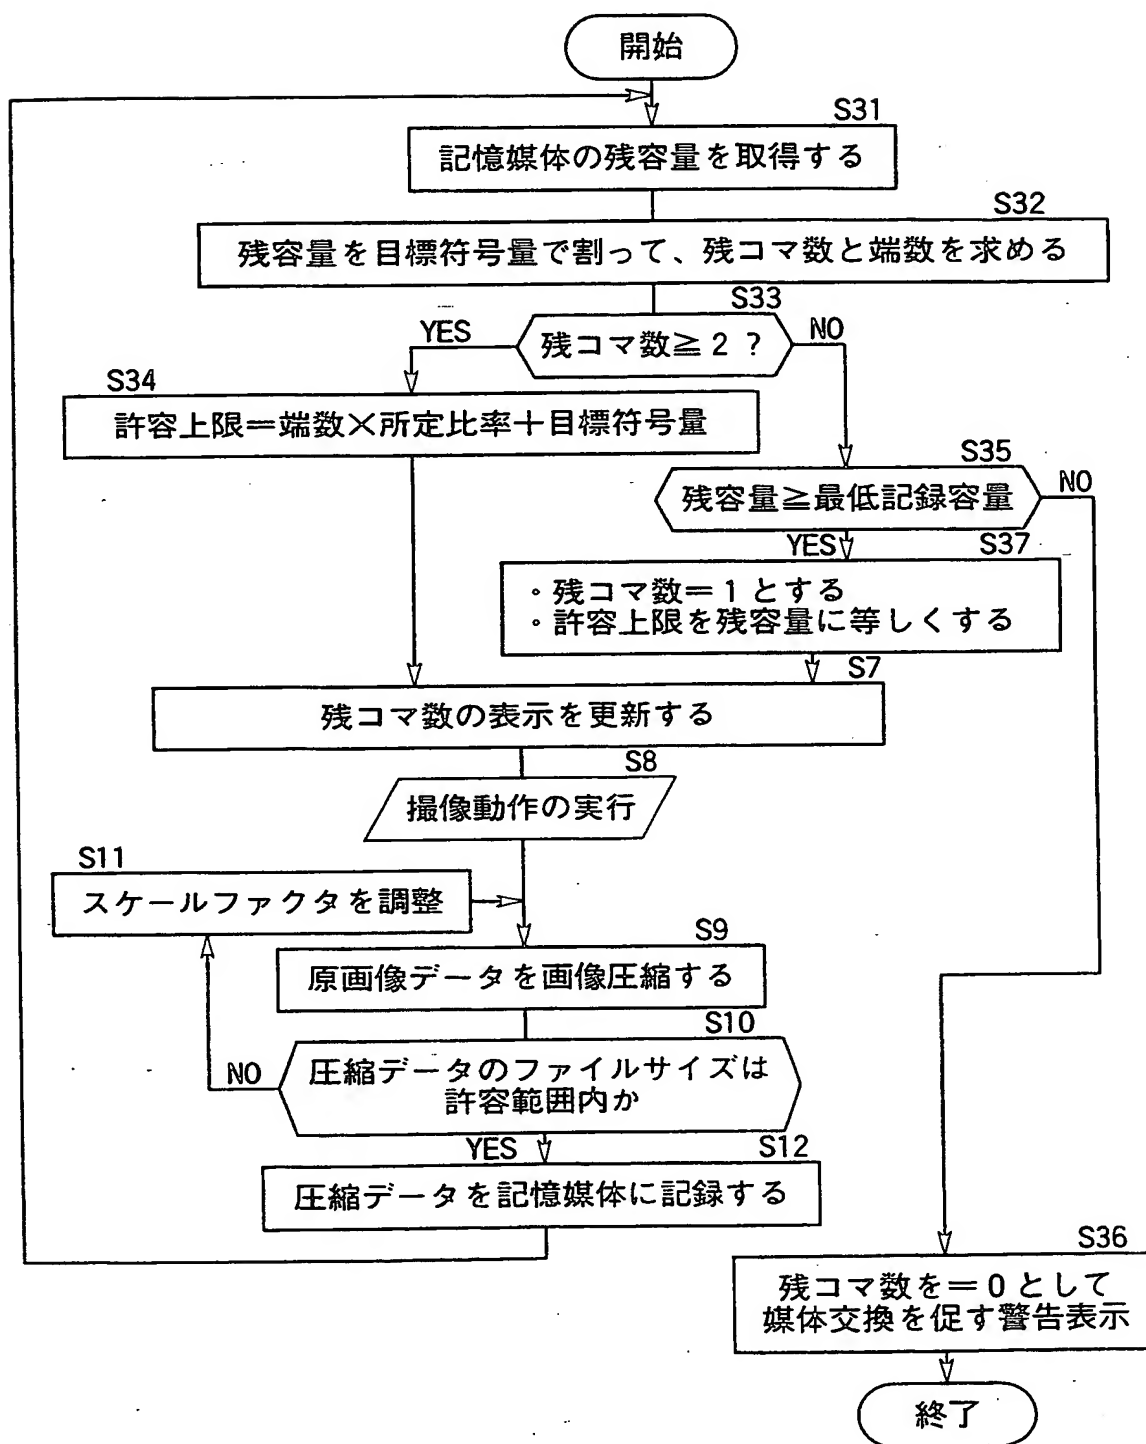 開始
S31
記憶媒体の残容量を取得する
S32
残容量を目標符号量で割って、残コマ数と端数を求める
S33
残コマ数≧2?
YES
NO
S34
許容上限=端数×所定比率+目標符号量
S35
残容量≧最低記録容量
NO
YES
S37
・残コマ数=1とする
・許容上限を残容量に等しくする
S7
残コマ数の表示を更新する
S8
撮像動作の実行
S11
スケールファクタを調整
S9
原画像データを画像圧縮する
S10
圧縮データのファイルサイズは
許容範囲内か
NO
YES
S12
圧縮データを記憶媒体に記録する
S36
残コマ数を=0として
媒体交換を促す警告表示
終了